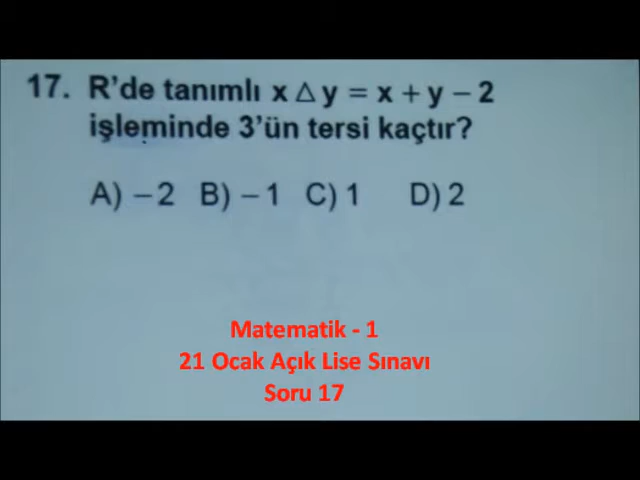 17. R'de tanımlı x △ y = x + y − 2
işleminde 3'ün tersi kaçtır?
A) −2 B) −1 C) 1 D) 2
Matematik - 1
21 Ocak Açık Lise Sınavı
Soru 17